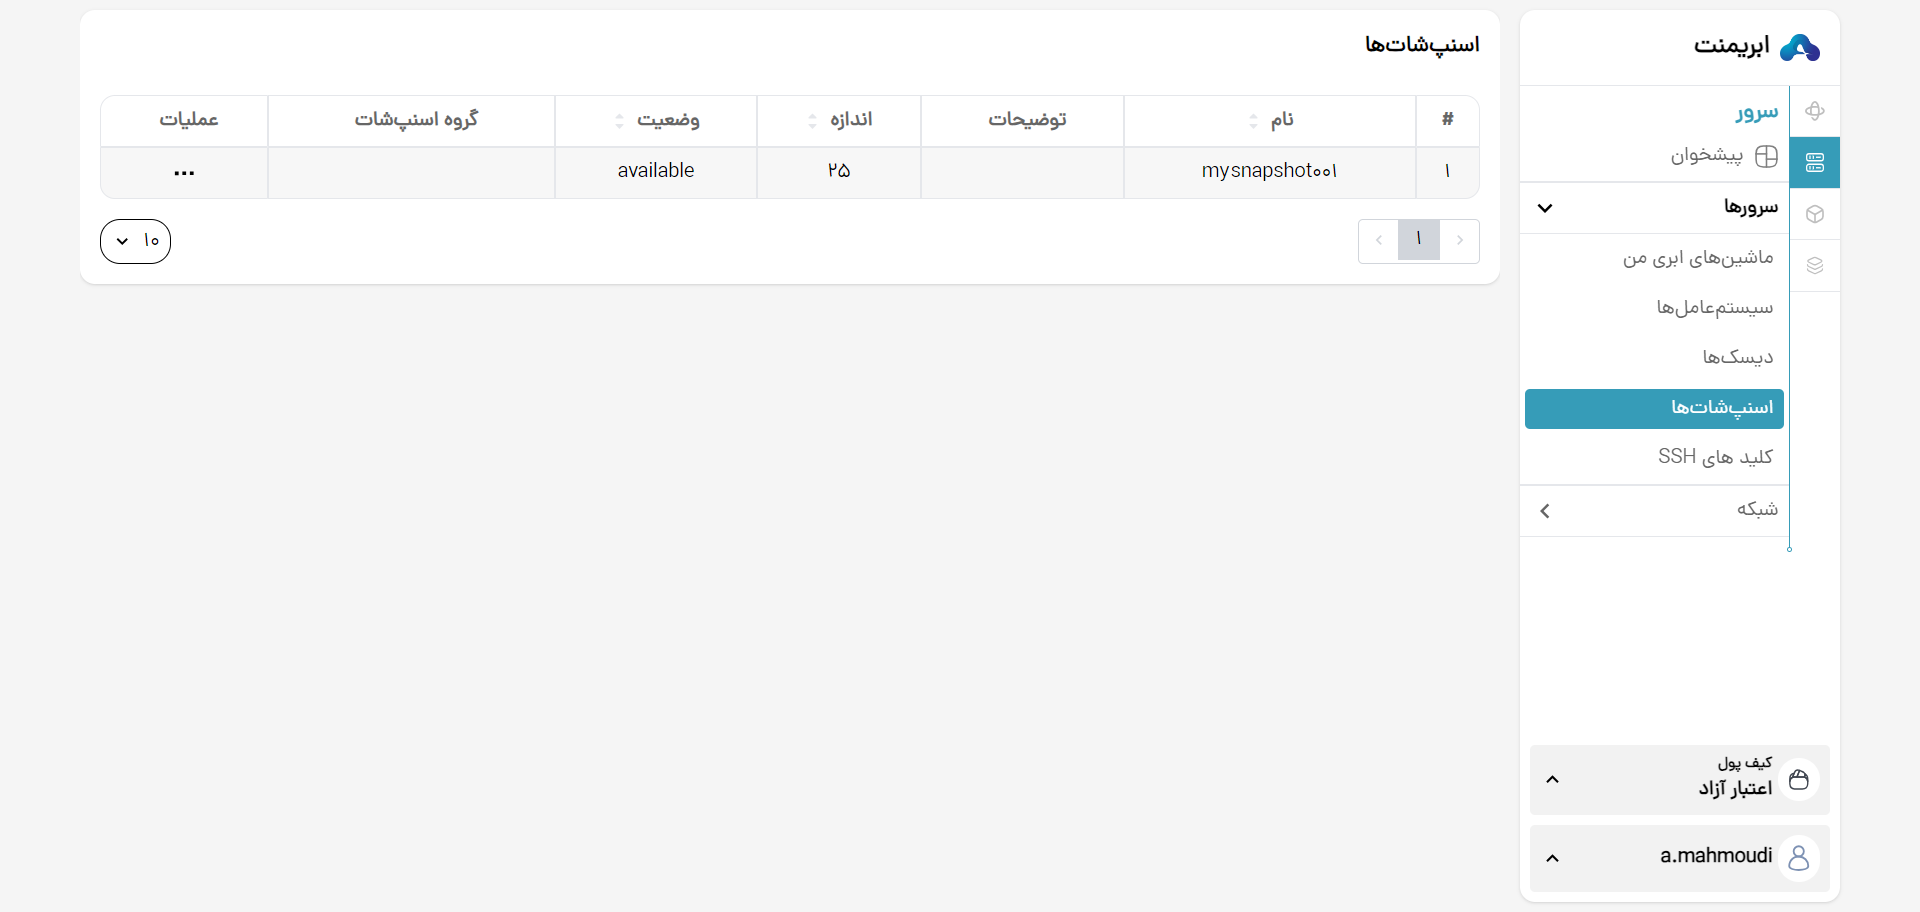 ابریمنت
سرور
پیشخوان
سرورها
ماشین‌های ابری من
سیستم‌عامل‌ها
دیسک‌ها
اسنپ‌شات‌ها
کلید های SSH
شبکه
کیف پول
اعتبار آزاد
a.mahmoudi
اسنپ‌شات‌ها
# نام توضیحات اندازه وضعیت گروه اسنپ‌شات عملیات
۱ mysnapshot۰۰۱ ۲۵ available ...
۱
۱۰